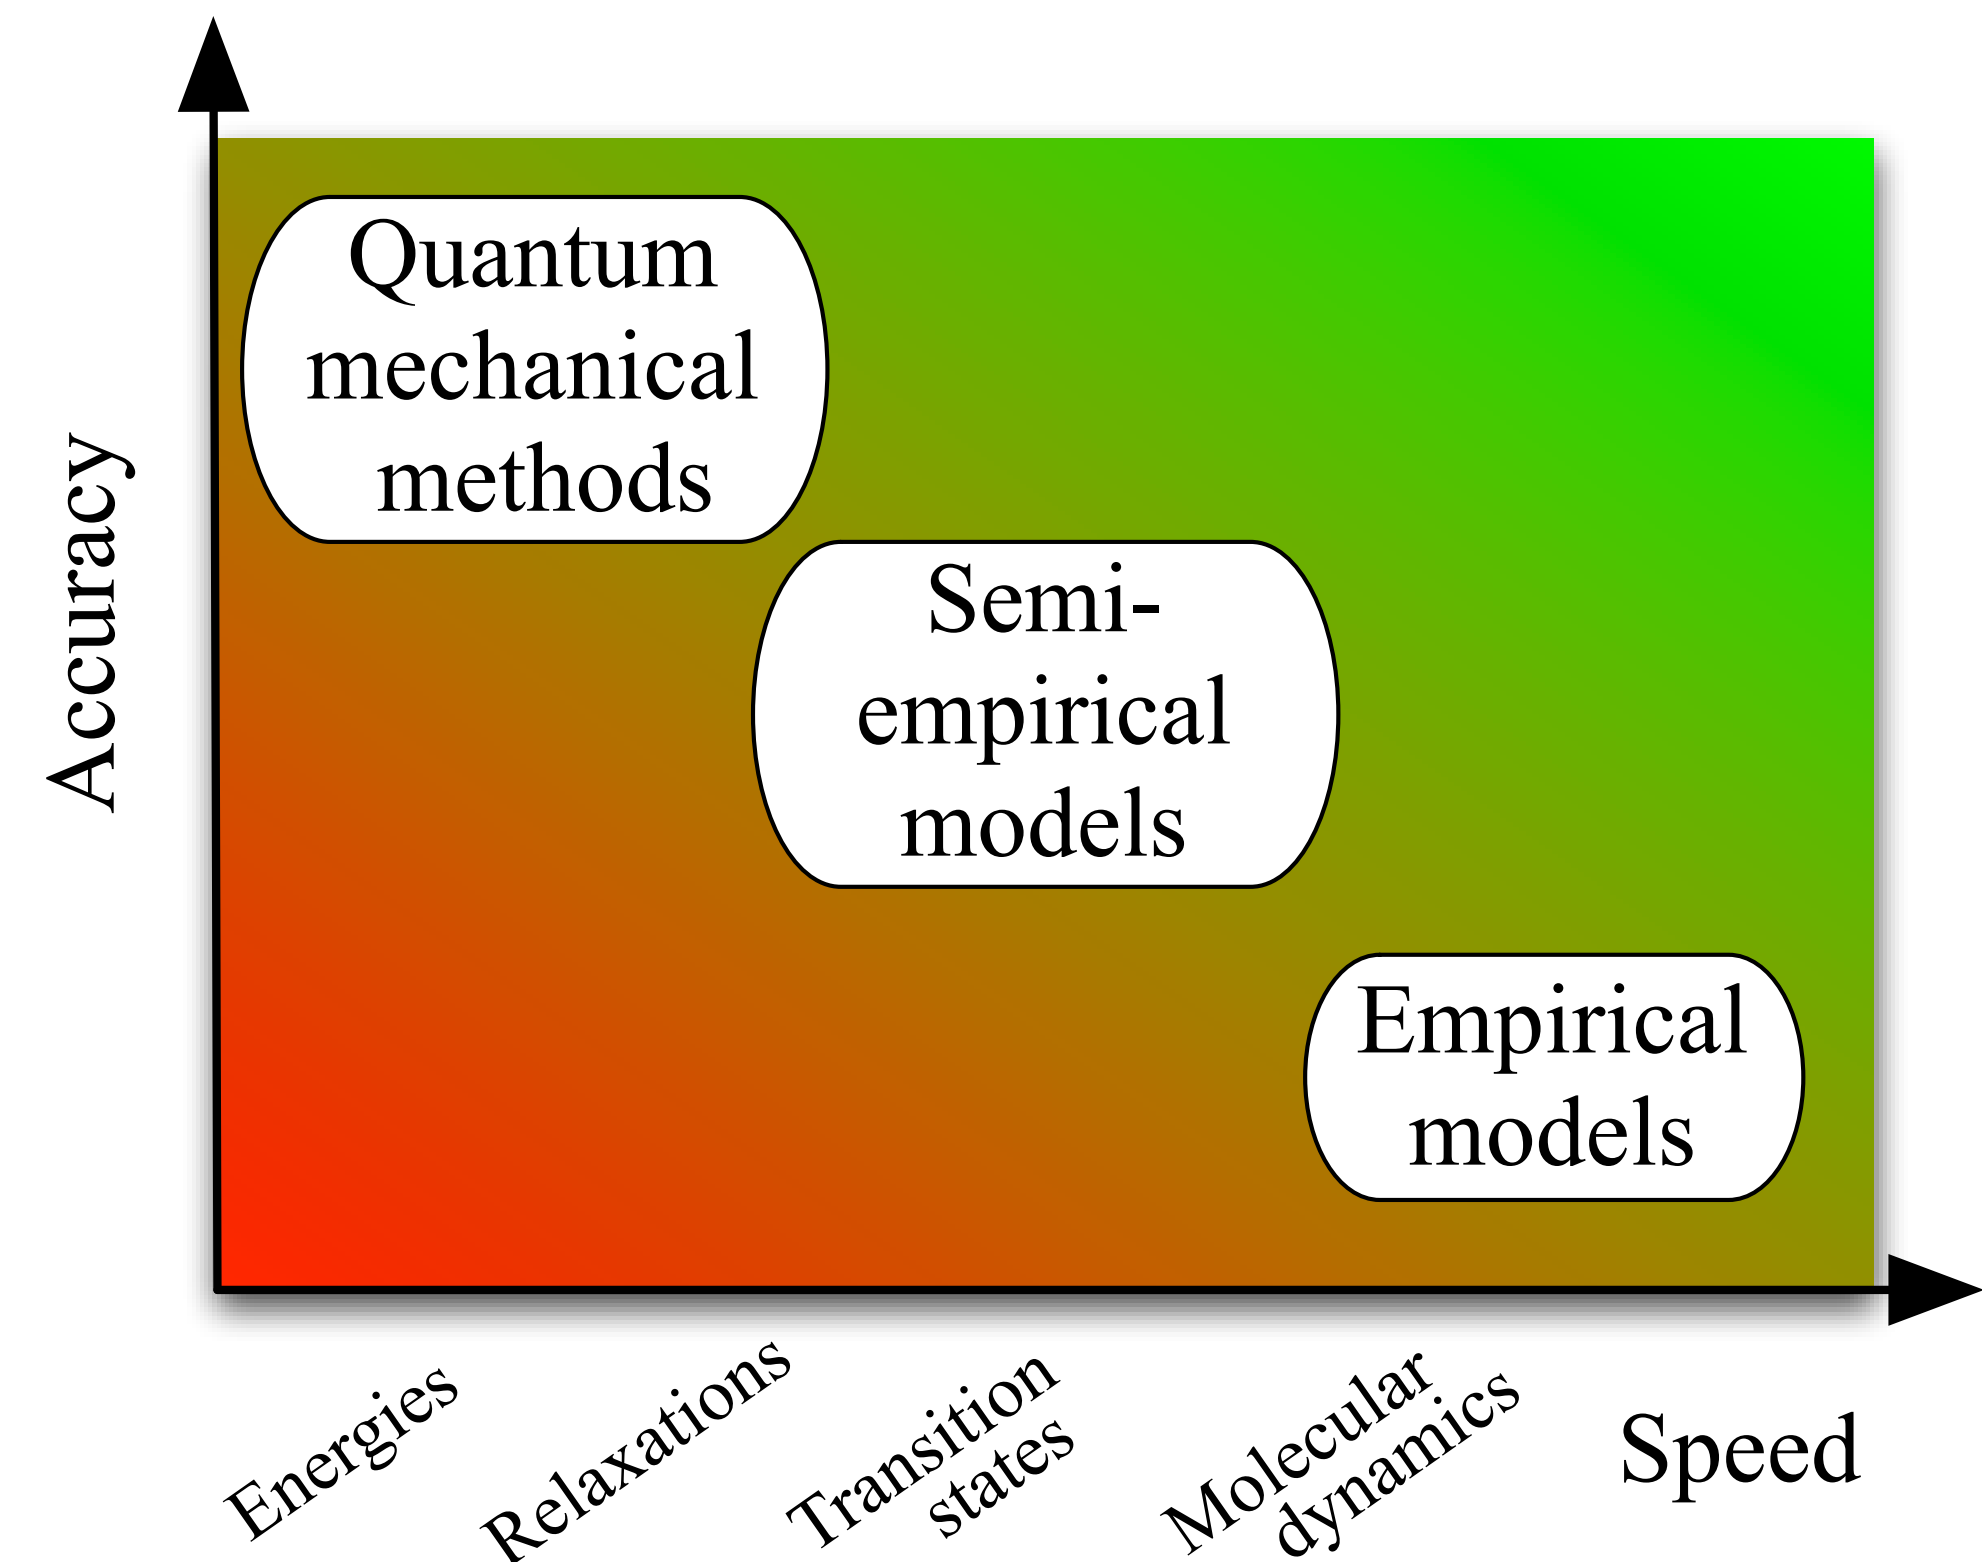 Quantum
mechanical
methods
Accuracy
Semi-
empirical
models
Empirical
models
Energies
Relaxations
Transition
states
Molecular
dynamics
Speed